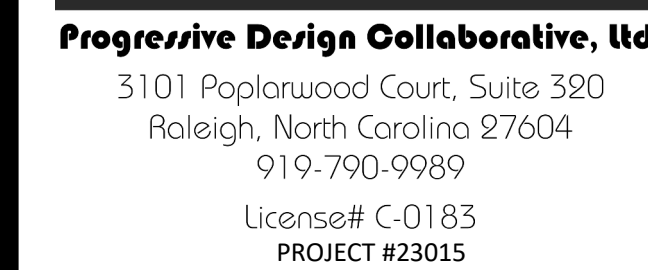 Progressive Design Collaborative, Ltd
3101 Poplarwood Court, Suite 320
Raleigh, North Carolina 27604
919-790-9989
License# C-0183
PROJECT #23015